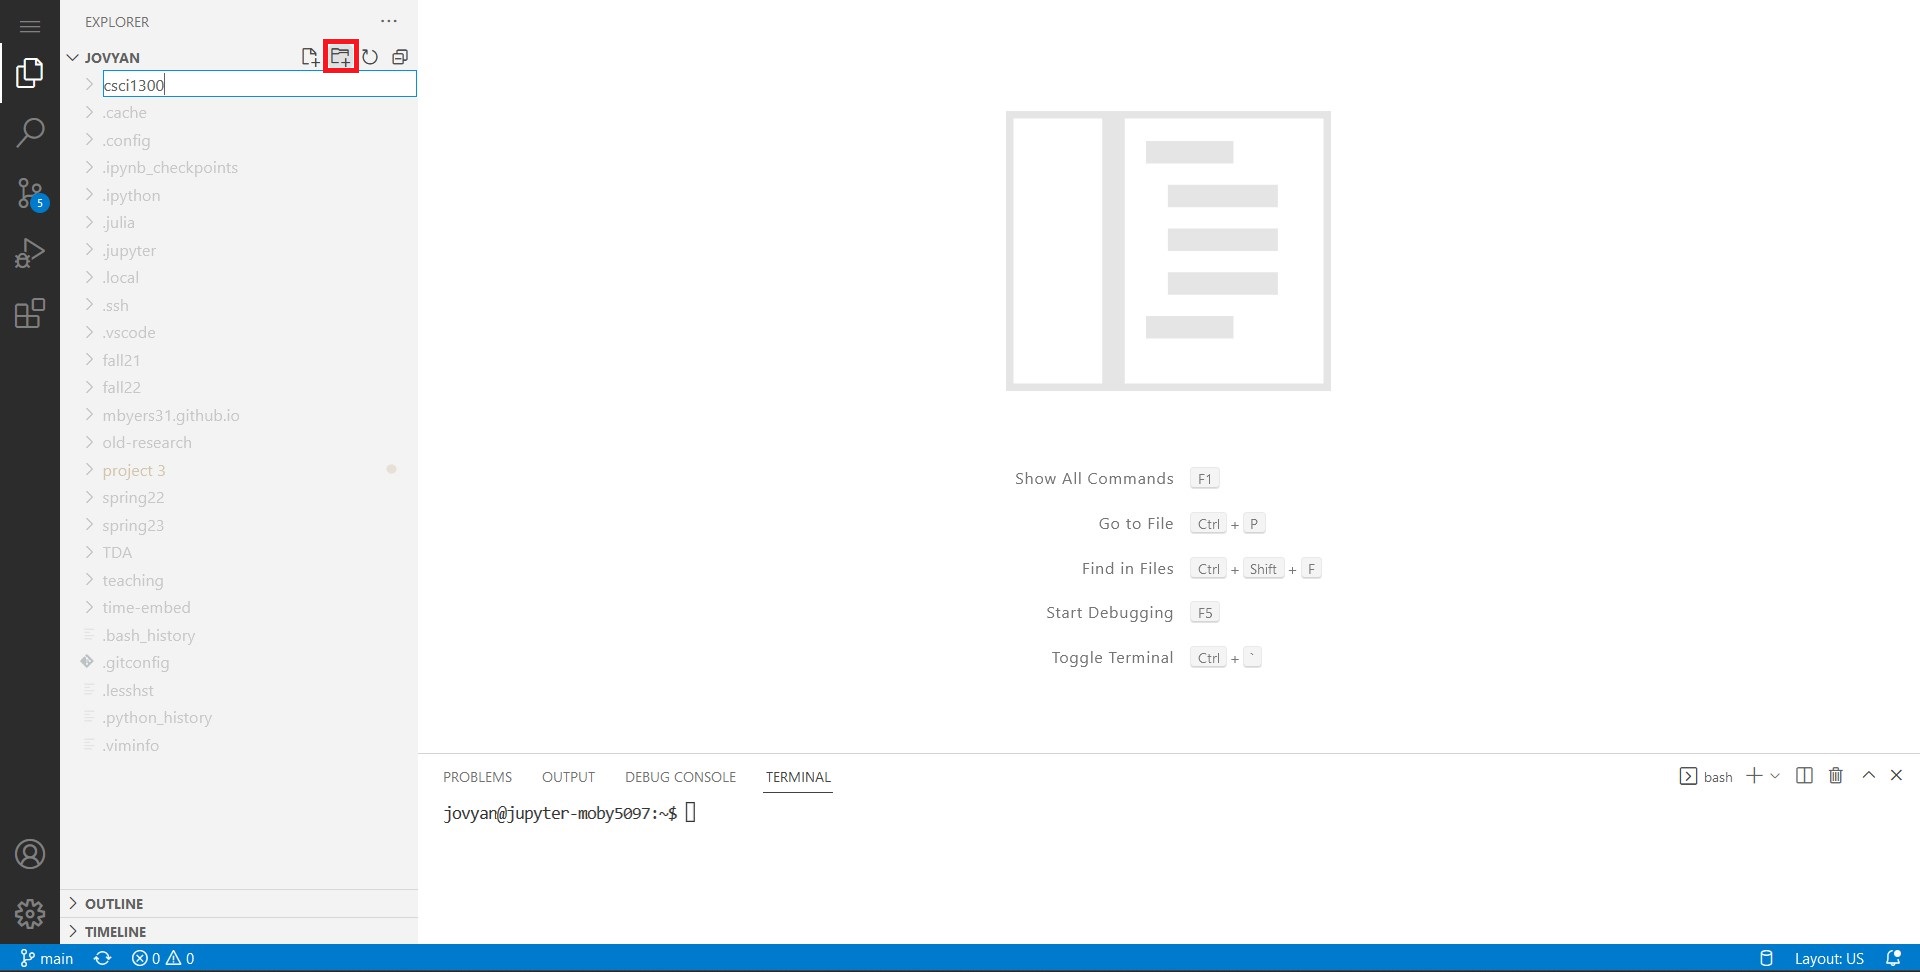 EXPLORER
JOVYAN
csci1300
.cache
.config
.ipynb_checkpoints
.ipython
.julia
.jupyter
.local
.ssh
.vscode
fall21
fall22
mbyers31.github.io
old-research
project 3
spring22
spring23
TDA
teaching
time-embed
.bash_history
.gitconfig
.lesshst
.python_history
.viminfo
OUTLINE
TIMELINE
5
Show All Commands F1
Go to File Ctrl + P
Find in Files Ctrl + Shift + F
Start Debugging F5
Toggle Terminal Ctrl + `
PROBLEMS OUTPUT DEBUG CONSOLE TERMINAL
bash
jovyan@jupyter-moby5097:~$
main 0 0 Layout: US